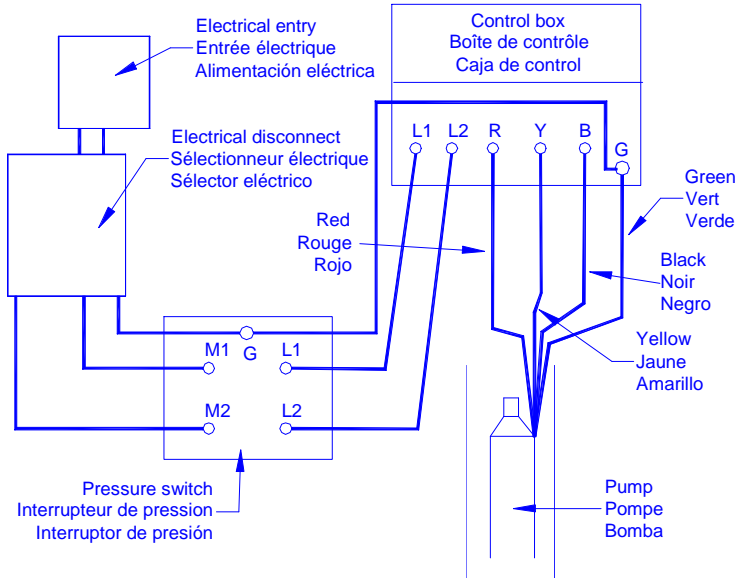 Electrical entry
Entrée électrique
Alimentación eléctrica
Control box
Boîte de contrôle
Caja de control
Electrical disconnect
Sélectionneur électrique
Sélector eléctrico
L1 L2 R Y B G
Green
Vert
Verde
Red
Rouge
Rojo
Black
Noir
Negro
M1 G L1
M2 L2
Yellow
Jaune
Amarillo
Pressure switch
Interrupteur de pression
Interruptor de presión
Pump
Pompe
Bomba